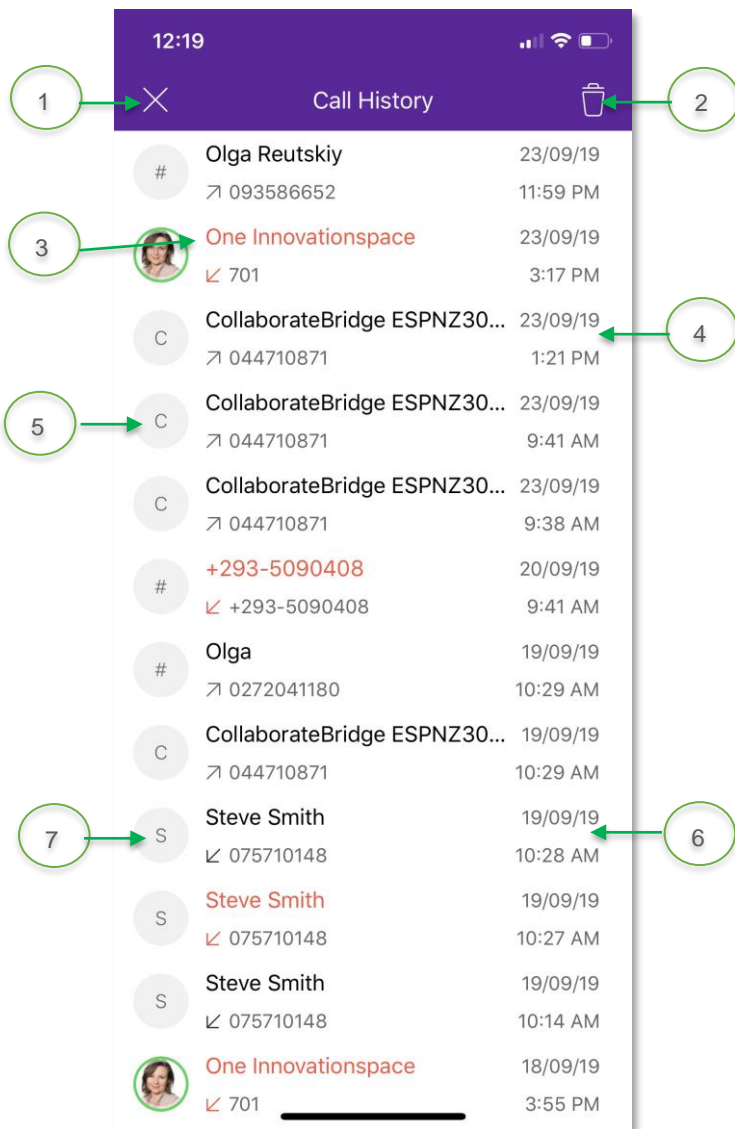 12:19
1
Call History
2
# Olga Reutskiy 23/09/19
093586652 11:59 PM
3
One Innovationspace 23/09/19
701 3:17 PM
C CollaborateBridge ESPNZ30... 23/09/19
044710871 1:21 PM
4
5
C CollaborateBridge ESPNZ30... 23/09/19
044710871 9:41 AM
C CollaborateBridge ESPNZ30... 23/09/19
044710871 9:38 AM
# +293-5090408 20/09/19
+293-5090408 9:41 AM
# Olga 19/09/19
0272041180 10:29 AM
C CollaborateBridge ESPNZ30... 19/09/19
044710871 10:29 AM
7
S Steve Smith 19/09/19
075710148 10:28 AM
6
S Steve Smith 19/09/19
075710148 10:27 AM
S Steve Smith 19/09/19
075710148 10:14 AM
One Innovationspace 18/09/19
701 3:55 PM